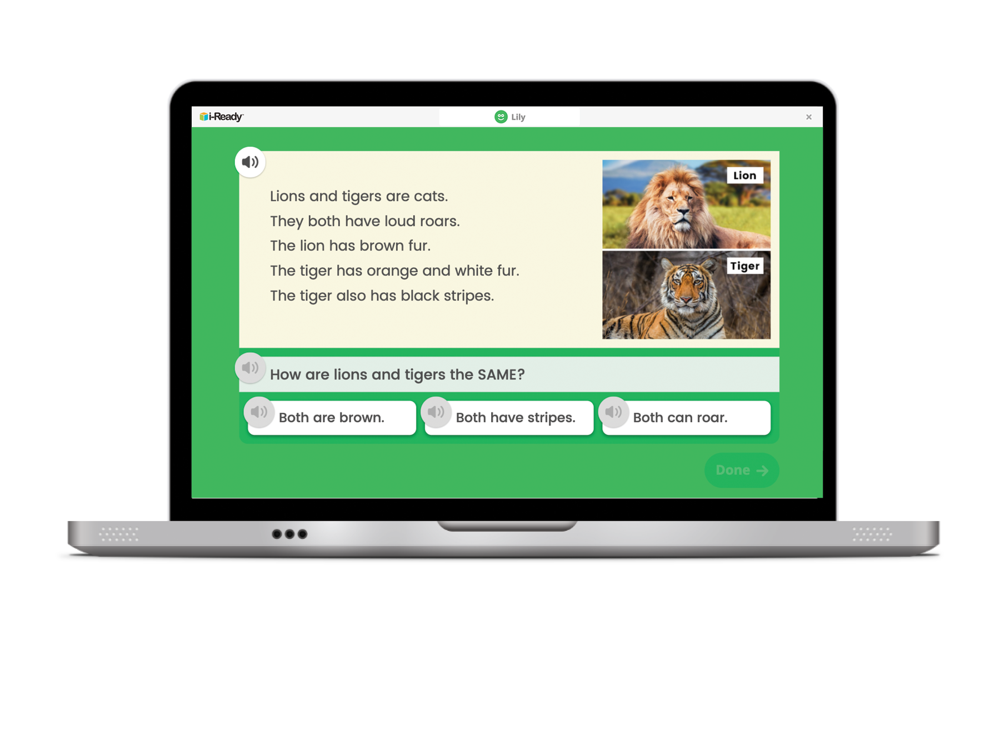 i-Ready
Lily
Lions and tigers are cats.
They both have loud roars.
The lion has brown fur.
The tiger has orange and white fur.
The tiger also has black stripes.
Lion
Tiger
How are lions and tigers the SAME?
Both are brown.
Both have stripes.
Both can roar.
Done